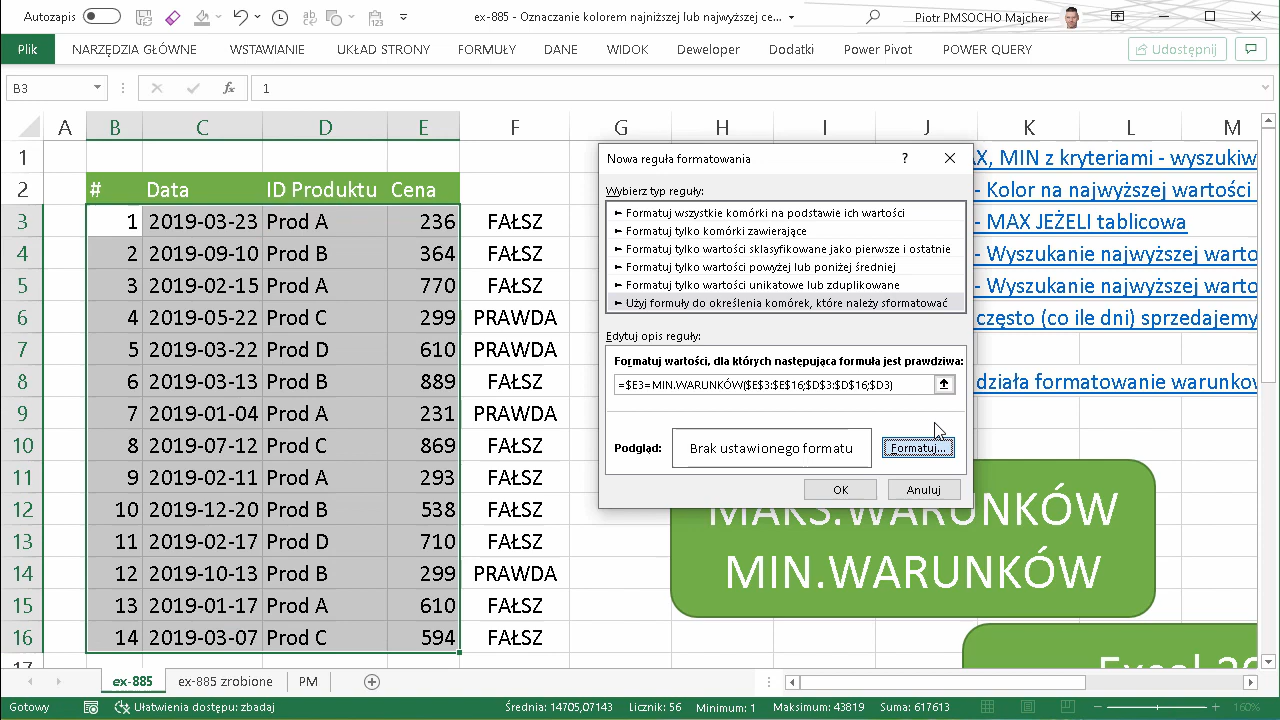 Autozapis
ex-885 - Oznaczanie kolorem najniższej lub najwyższej ce...
Piotr PMSOCHO Majcher
Plik NARZĘDZIA GŁÓWNE WSTAWIANIE UKŁAD STRONY FORMUŁY DANE WIDOK Deweloper Dodatki Power Pivot POWER QUERY Udostępnij
B3 fx 1
A B C D E F G H I J K L M
1
2 # Data ID Produktu Cena
3 1 2019-03-23 Prod A 236 FAŁSZ
4 2 2019-09-10 Prod B 364 FAŁSZ
5 3 2019-02-15 Prod A 770 FAŁSZ
6 4 2019-05-22 Prod C 299 PRAWDA
7 5 2019-03-22 Prod D 610 PRAWDA
8 6 2019-03-13 Prod B 889 FAŁSZ
9 7 2019-01-04 Prod A 231 PRAWDA
10 8 2019-07-12 Prod C 869 FAŁSZ
11 9 2019-02-11 Prod A 293 FAŁSZ
12 10 2019-12-20 Prod B 538 FAŁSZ
13 11 2019-02-17 Prod D 710 FAŁSZ
14 12 2019-10-13 Prod B 299 PRAWDA
15 13 2019-01-17 Prod A 610 FAŁSZ
16 14 2019-03-07 Prod C 594 FAŁSZ
17
Nowa reguła formatowania ?
Wybierz typ reguły:
► Formatuj wszystkie komórki na podstawie ich wartości
► Formatuj tylko komórki zawierające
► Formatuj tylko wartości sklasyfikowane jako pierwsze i ostatnie
► Formatuj tylko wartości powyżej lub poniżej średniej
► Formatuj tylko wartości unikatowe lub zduplikowane
► Użyj formuły do określenia komórek, które należy sformatować
Edytuj opis reguły:
Formatuj wartości, dla których następująca formuła jest prawdziwa:
=$E3=MIN.WARUNKÓW($E$3:$E$16;$D$3:$D$16;$D3)
Podgląd: Brak ustawionego formatu Formatuj...
OK Anuluj
AX, MIN z kryteriami - wyszukiw
- Kolor na najwyższej wartości
- MAX JEŻELI tablicowa
- Wyszukanie najwyższej warto
- Wyszukanie najwyższej warto
często (co ile dni) sprzedajemy
działa formatowanie warunkow
MAKS.WARUNKÓW
MIN.WARUNKÓW
ex-885 ex-885 zrobione PM
Gotowy Ułatwienia dostępu: zbadaj Średnia: 14705,07143 Licznik: 56 Minimum: 1 Maksimum: 43819 Suma: 617613 160%